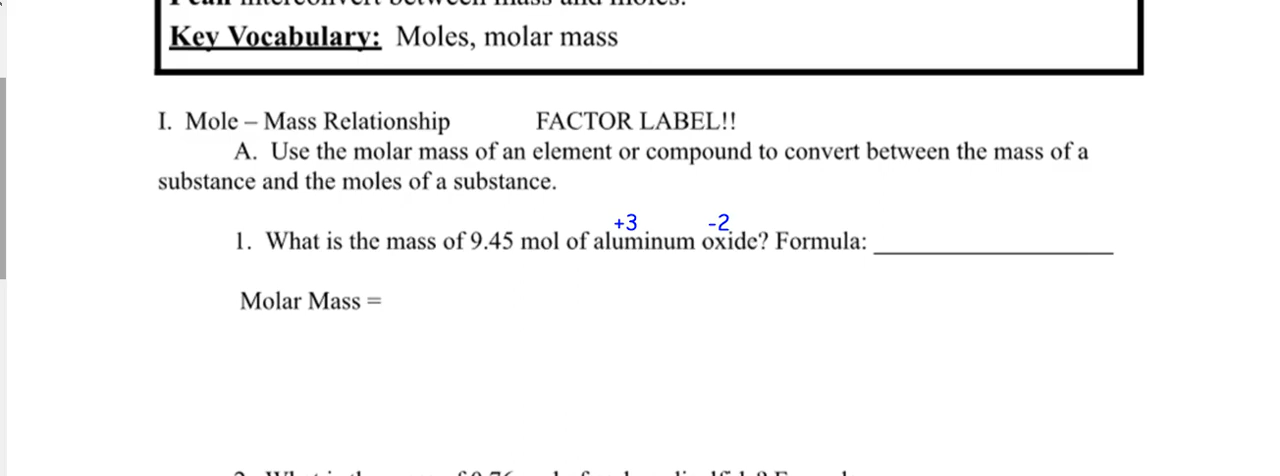 Key Vocabulary: Moles, molar mass
I. Mole – Mass Relationship FACTOR LABEL!!
A. Use the molar mass of an element or compound to convert between the mass of a
substance and the moles of a substance.
+3 -2
1. What is the mass of 9.45 mol of aluminum oxide? Formula: ____________________
Molar Mass =